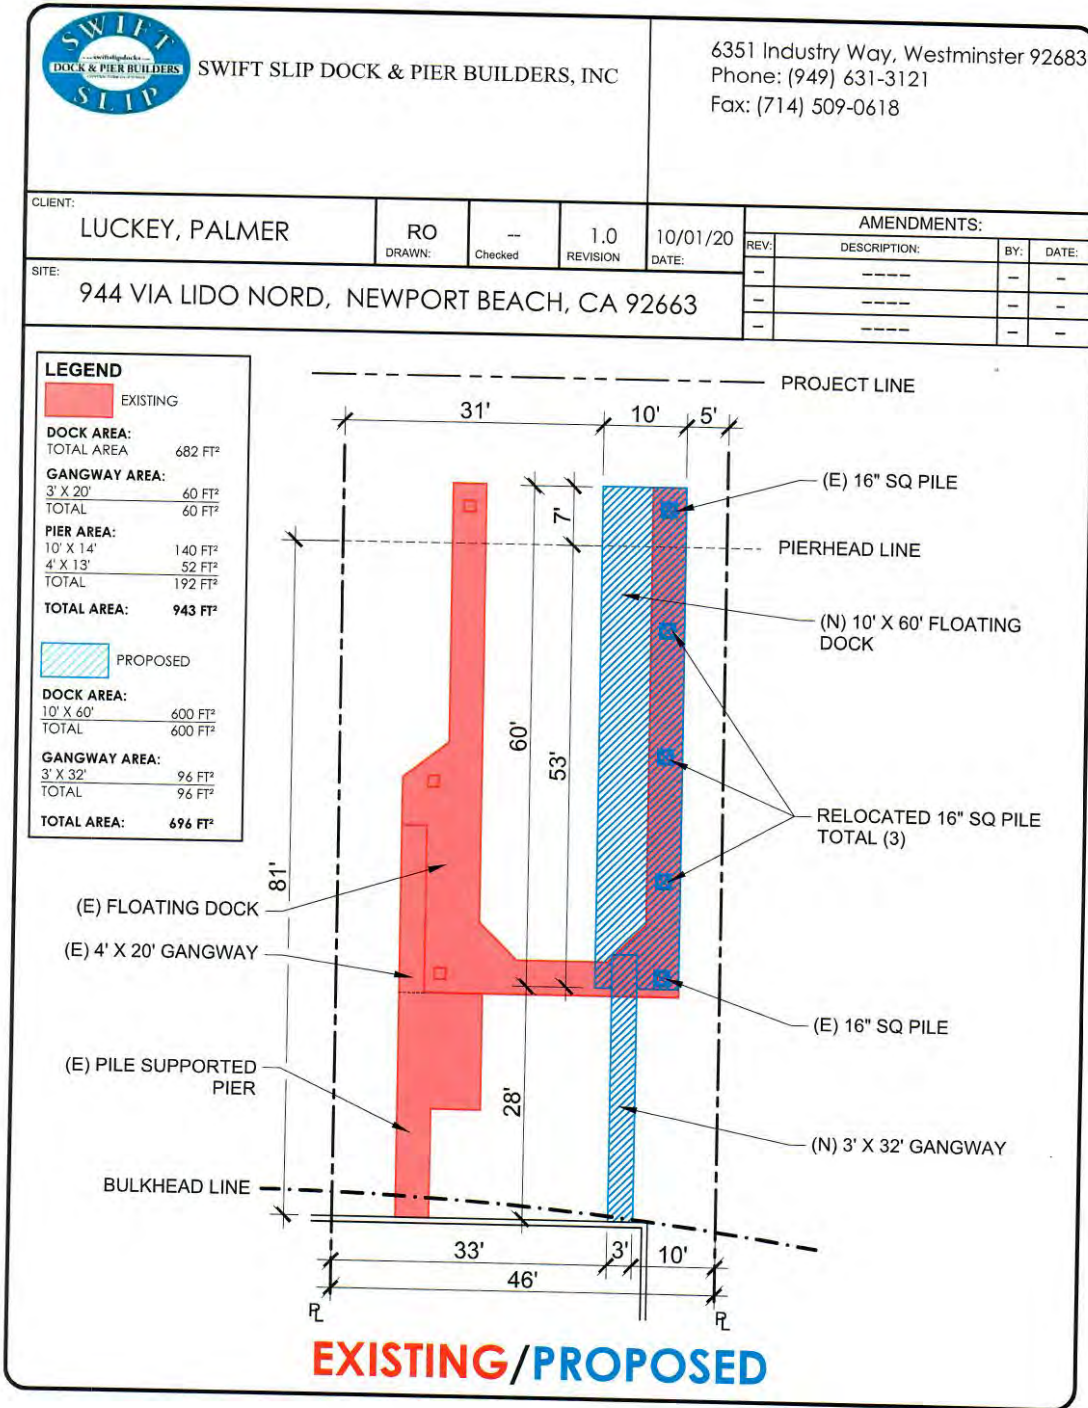 SWIFT
www.swiftslipdocks.com
DOCK & PIER BUILDERS
SLIP
SWIFT SLIP DOCK & PIER BUILDERS, INC
6351 Industry Way, Westminster 92683
Phone: (949) 631-3121
Fax: (714) 509-0618
CLIENT:
LUCKEY, PALMER
RO
DRAWN:
--
Checked
1.0
REVISION
10/01/20
DATE:
AMENDMENTS:
REV: DESCRIPTION: BY: DATE:
- ---- - -
- ---- - -
- ---- - -
SITE:
944 VIA LIDO NORD, NEWPORT BEACH, CA 92663
LEGEND
EXISTING
DOCK AREA:
TOTAL AREA 682 FT²
GANGWAY AREA:
3' X 20' 60 FT²
TOTAL 60 FT²
PIER AREA:
10' X 14' 140 FT²
4' X 13' 52 FT²
TOTAL 192 FT²
TOTAL AREA: 943 FT²
PROPOSED
DOCK AREA:
10' X 60' 600 FT²
TOTAL 600 FT²
GANGWAY AREA:
3' X 32' 96 FT²
TOTAL 96 FT²
TOTAL AREA: 696 FT²
PROJECT LINE
31'
10'
5'
(E) 16" SQ PILE
7'
PIERHEAD LINE
(N) 10' X 60' FLOATING
DOCK
60'
53'
RELOCATED 16" SQ PILE
TOTAL (3)
81'
(E) FLOATING DOCK
(E) 4' X 20' GANGWAY
(E) 16" SQ PILE
(E) PILE SUPPORTED
PIER
28'
(N) 3' X 32' GANGWAY
BULKHEAD LINE
33'
3'
10'
46'
PL
PL
EXISTING/PROPOSED